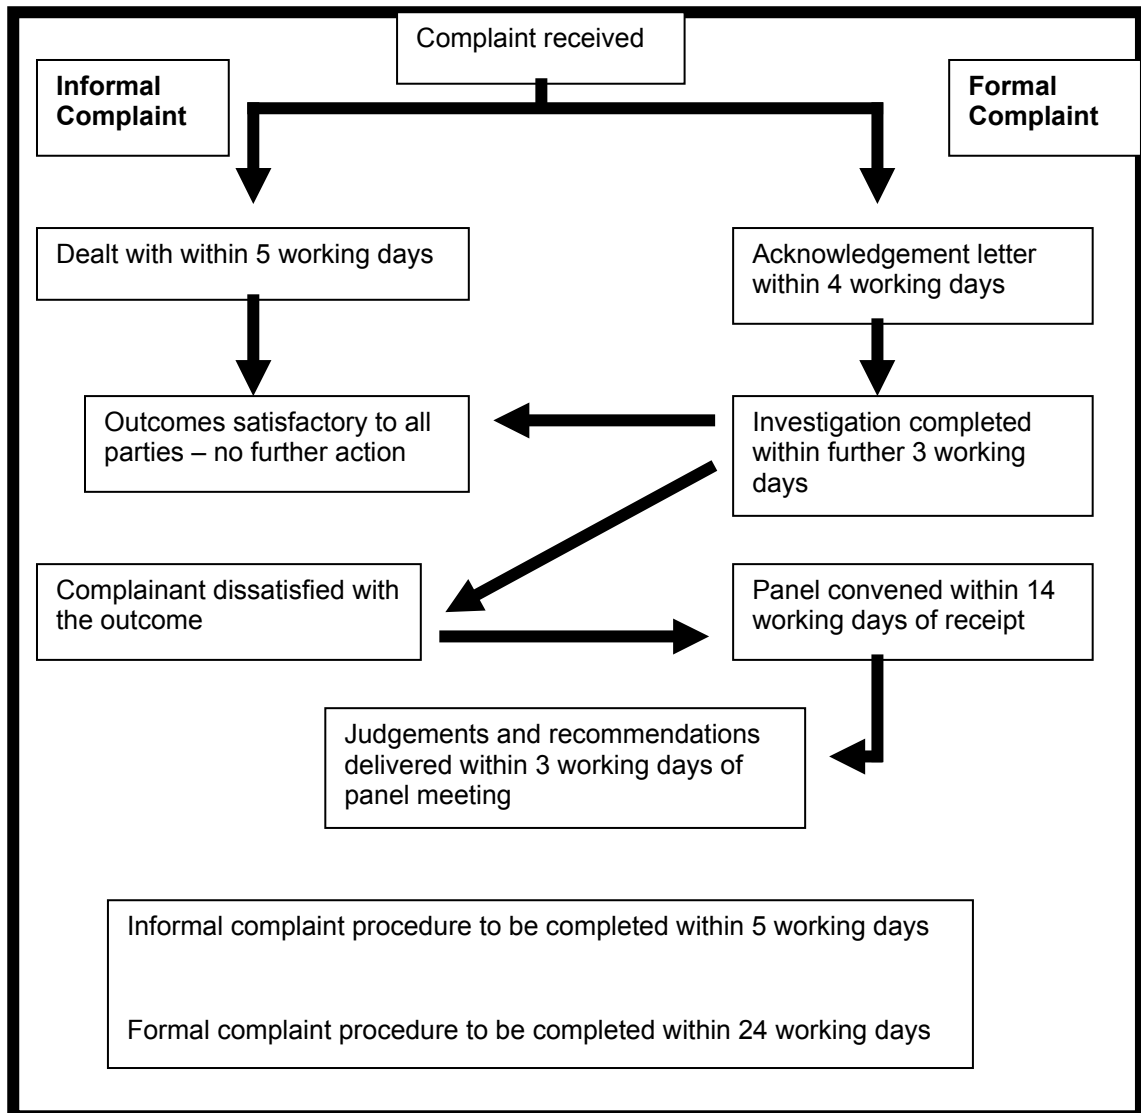 Complaint received
Informal
Complaint
Formal
Complaint
Dealt with within 5 working days
Acknowledgement letter
within 4 working days
Outcomes satisfactory to all
parties – no further action
Investigation completed
within further 3 working
days
Complainant dissatisfied with
the outcome
Panel convened within 14
working days of receipt
Judgements and recommendations
delivered within 3 working days of
panel meeting
Informal complaint procedure to be completed within 5 working days
Formal complaint procedure to be completed within 24 working days